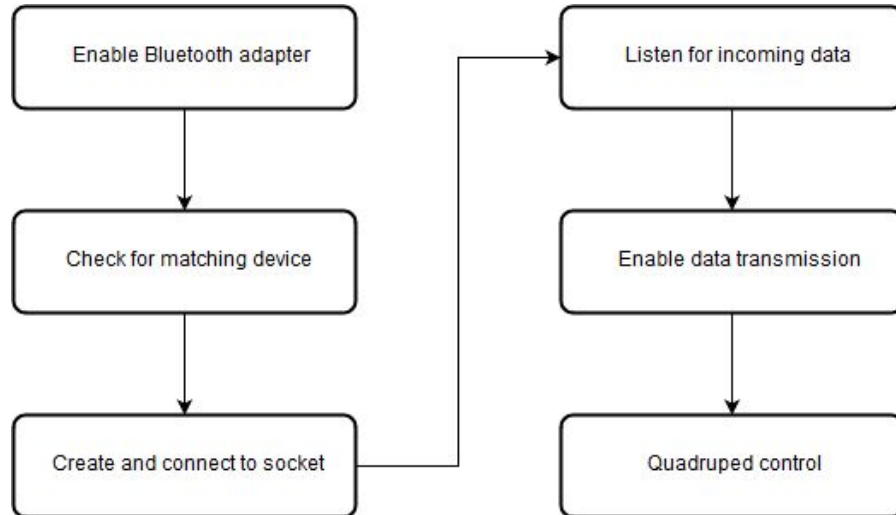 Enable Bluetooth adapter
Check for matching device
Create and connect to socket
Listen for incoming data
Enable data transmission
Quadruped control